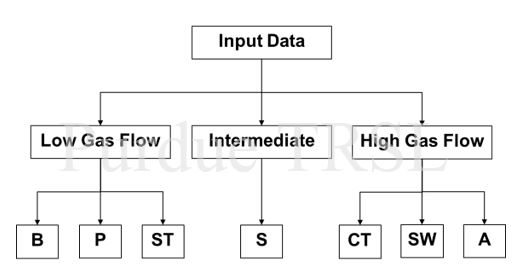 Input Data
Low Gas Flow
Intermediate
High Gas Flow
Purdue TRSL
B
P
ST
S
CT
SW
A